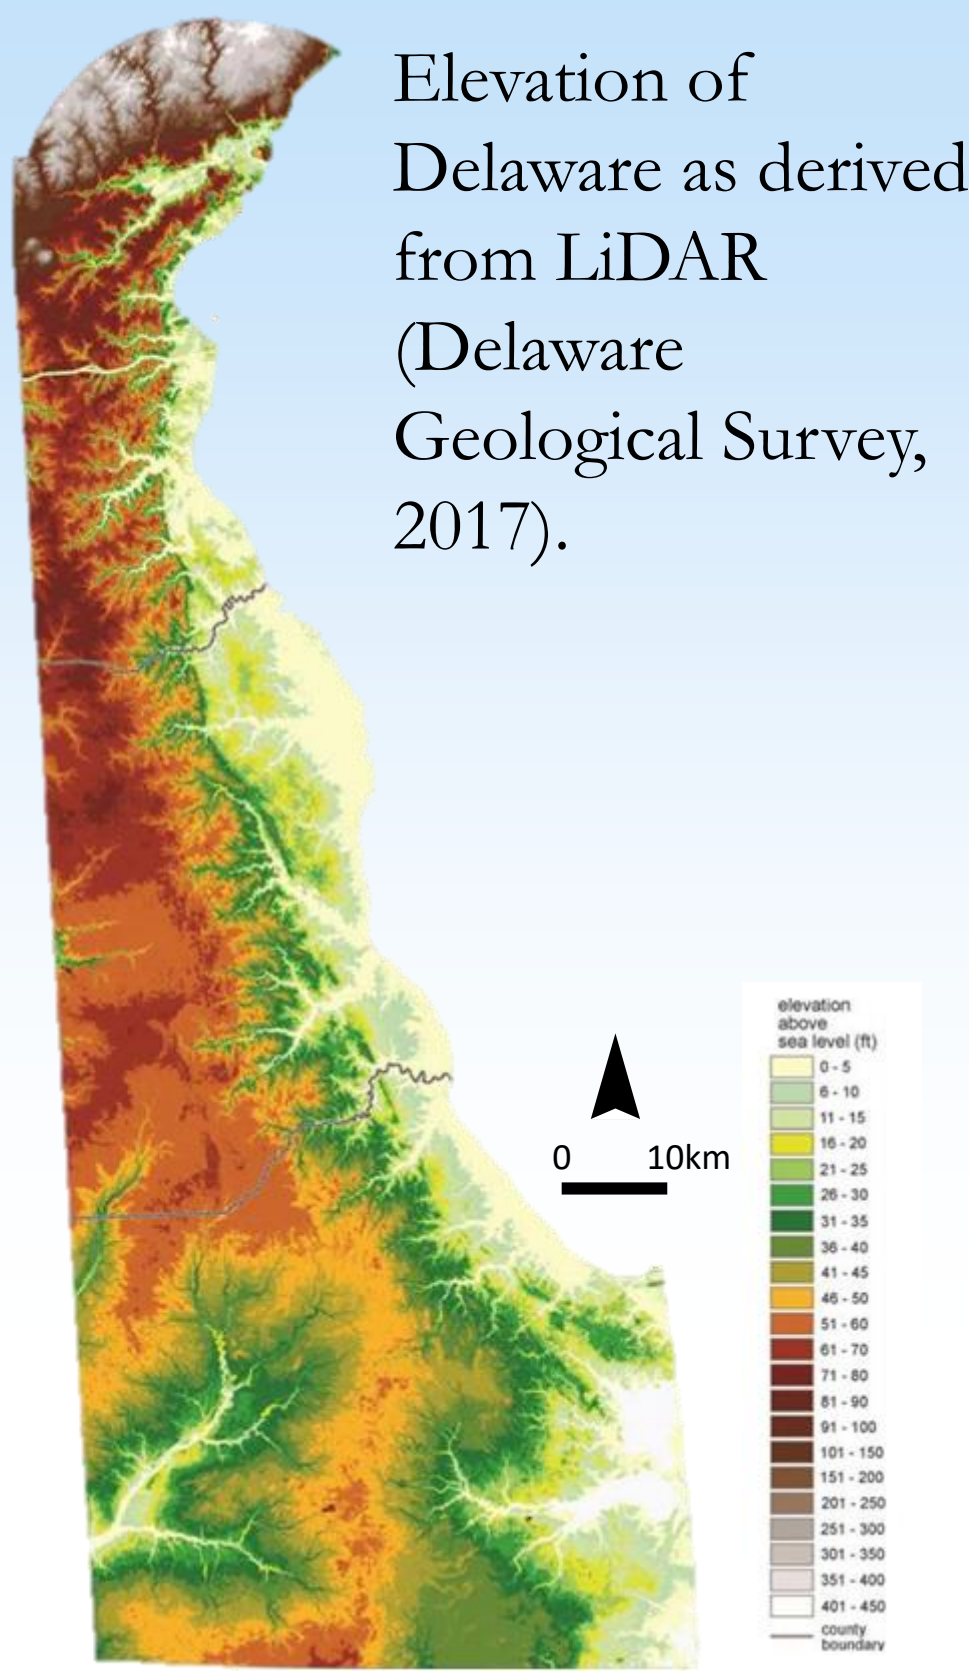 Elevation of
Delaware as derived
from LiDAR
(Delaware
Geological Survey,
2017).
0 10km
elevation
above
sea level (ft)
0 - 5
6 - 10
11 - 15
16 - 20
21 - 25
26 - 30
31 - 35
36 - 40
41 - 45
46 - 50
51 - 60
61 - 70
71 - 80
81 - 90
91 - 100
101 - 150
151 - 200
201 - 250
251 - 300
301 - 350
351 - 400
401 - 450
county
boundary